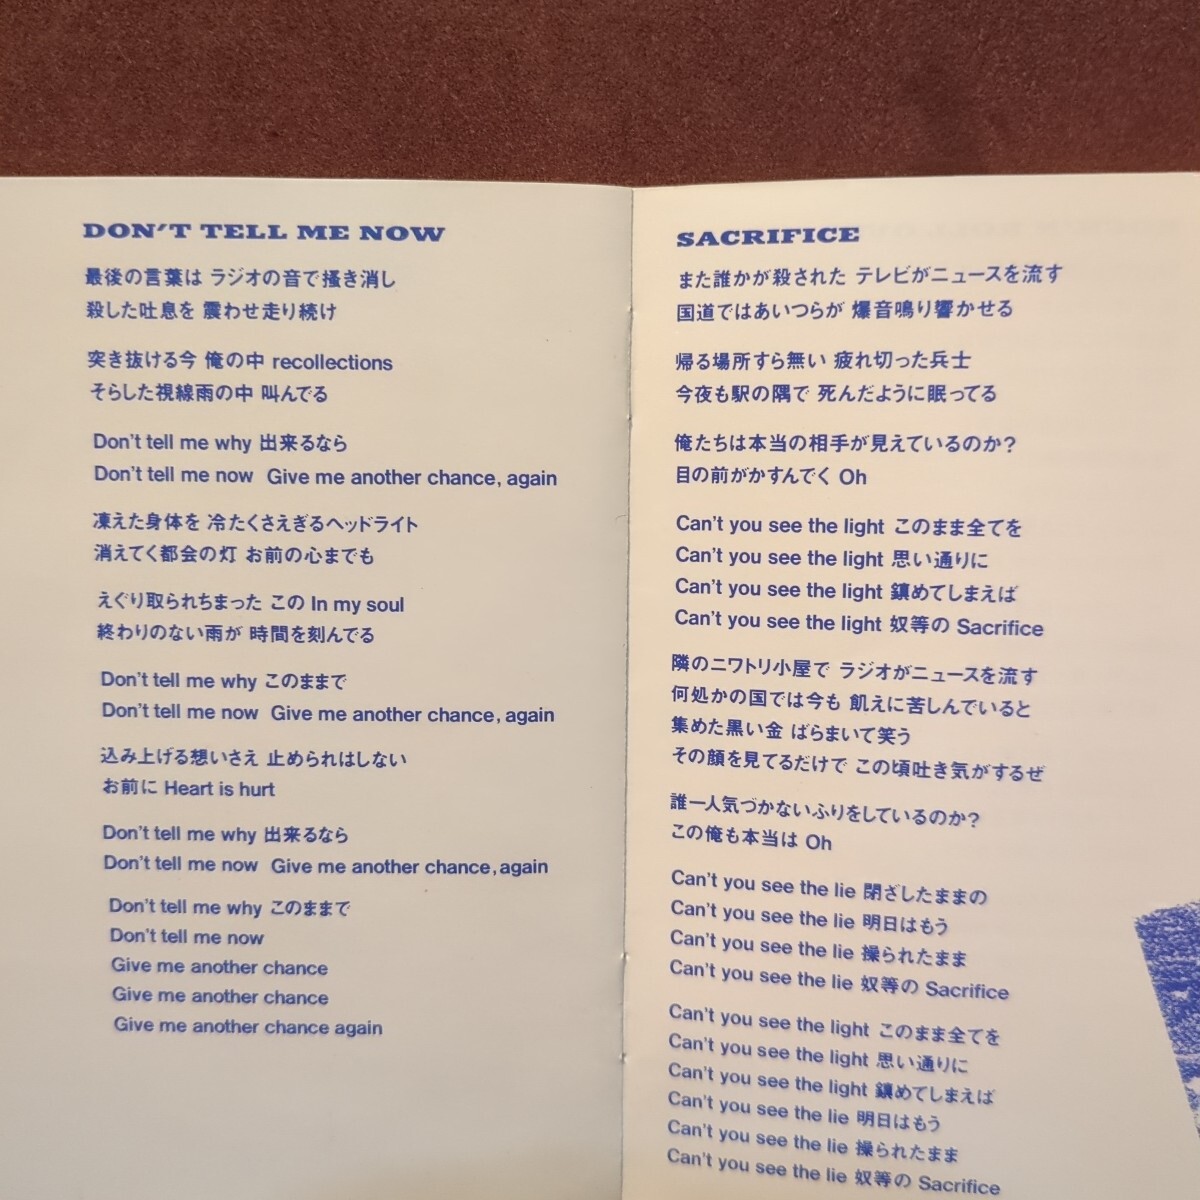 DON'T TELL ME NOW
最後の言葉は ラジオの音で掻き消し
殺した吐息を 震わせ走り続け
突き抜ける今 俺の中 recollections
そらした視線雨の中 叫んでる
Don't tell me why 出来るなら
Don't tell me now Give me another chance, again
凍えた身体を 冷たくさえぎるヘッドライト
消えてく都会の灯 お前の心までも
えぐり取られちまった この In my soul
終わりのない雨が 時間を刻んでる
Don't tell me why このままで
Don't tell me now Give me another chance, again
込み上げる想いさえ 止められはしない
お前に Heart is hurt
Don't tell me why 出来るなら
Don't tell me now Give me another chance, again
Don't tell me why このままで
Don't tell me now
Give me another chance
Give me another chance
Give me another chance again
SACRIFICE
また誰かが殺された テレビがニュースを流す
国道ではあいつらが 爆音鳴り響かせる
帰る場所すら無い 疲れ切った兵士
今夜も駅の隅で 死んだように眠ってる
俺たちは本当の相手が見えているのか?
目の前がかすんでく Oh
Can't you see the light このまま全てを
Can't you see the light 思い通りに
Can't you see the light 鎮めてしまえば
Can't you see the light 奴等の Sacrifice
隣のニワトリ小屋で ラジオがニュースを流す
何処かの国では今も 飢えに苦しんでいると
集めた黒い金 ばらまいて笑う
その顔を見てるだけで この頃吐き気がするぜ
誰一人気づかないふりをしているのか?
この俺も本当は Oh
Can't you see the lie 閉ざしたままの
Can't you see the lie 明日はもう
Can't you see the lie 操られたまま
Can't you see the lie 奴等の Sacrifice
Can't you see the light このまま全てを
Can't you see the light 思い通りに
Can't you see the light 鎮めてしまえば
Can't you see the lie 明日はもう
Can't you see the lie 操られたまま
Can't you see the lie 奴等の Sacrifice